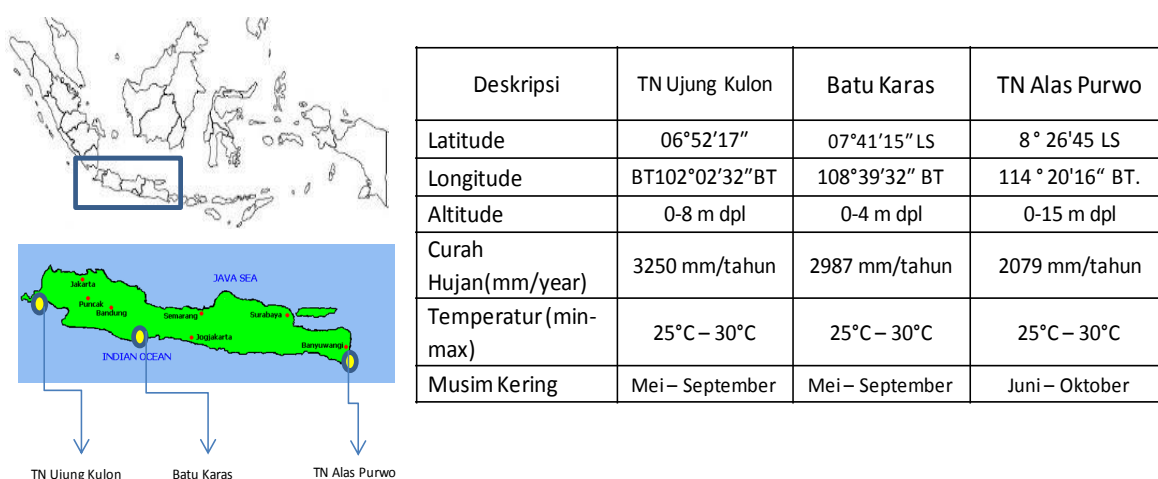 Deskripsi TN Ujung Kulon Batu Karas TN Alas Purwo
Latitude 06°52’17” 07°41’15” LS 8° 26'45 LS
Longitude BT102°02’32”BT 108°39’32” BT 114 ° 20'16“ BT.
Altitude 0-8 m dpl 0-4 m dpl 0-15 m dpl
Curah
Hujan(mm/year) 3250 mm/tahun 2987 mm/tahun 2079 mm/tahun
Temperatur (min-
max) 25°C – 30°C 25°C – 30°C 25°C – 30°C
Musim Kering Mei – September Mei – September Juni – Oktober
JAVA SEA
Jakarta
Puncak
Bandung
Semarang
Surabaya
Jogjakarta
Banyuwangi
INDIAN OCEAN
TN Ujung Kulon Batu Karas TN Alas Purwo